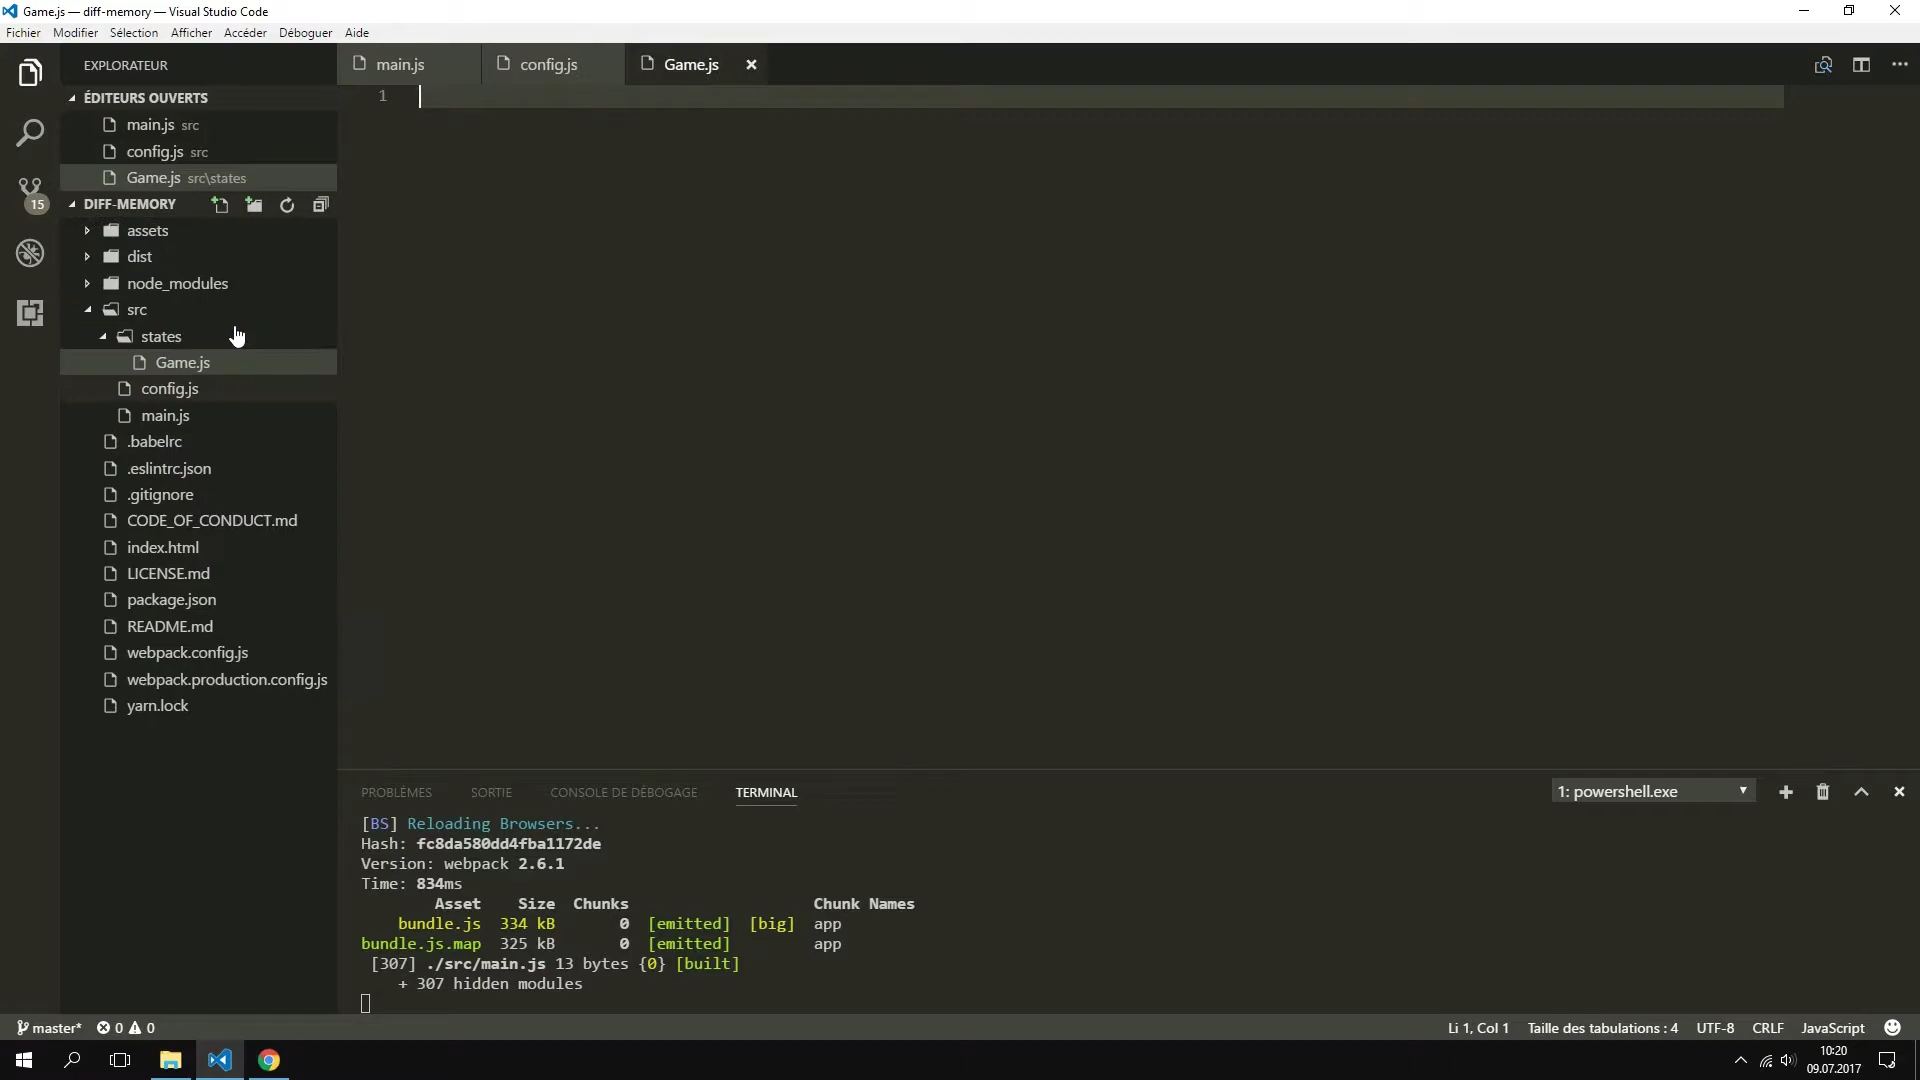 Game.js — diff-memory — Visual Studio Code
Fichier Modifier Sélection Afficher Accéder Déboguer Aide
EXPLORATEUR
ÉDITEURS OUVERTS
main.js src
config.js src
Game.js src\states
15
DIFF-MEMORY
assets
dist
node_modules
src
states
Game.js
config.js
main.js
.babelrc
.eslintrc.json
.gitignore
CODE_OF_CONDUCT.md
index.html
LICENSE.md
package.json
README.md
webpack.config.js
webpack.production.config.js
yarn.lock
main.js config.js Game.js
1
PROBLÈMES SORTIE CONSOLE DE DÉBOGAGE TERMINAL
1: powershell.exe
[BS] Reloading Browsers...
Hash: fc8da580dd4fba1172de
Version: webpack 2.6.1
Time: 834ms
Asset Size Chunks Chunk Names
bundle.js 334 kB 0 [emitted] [big] app
bundle.js.map 325 kB 0 [emitted] app
[307] ./src/main.js 13 bytes {0} [built]
+ 307 hidden modules
master* 0 0
Li 1, Col 1 Taille des tabulations : 4 UTF-8 CRLF JavaScript
10:20
09.07.2017